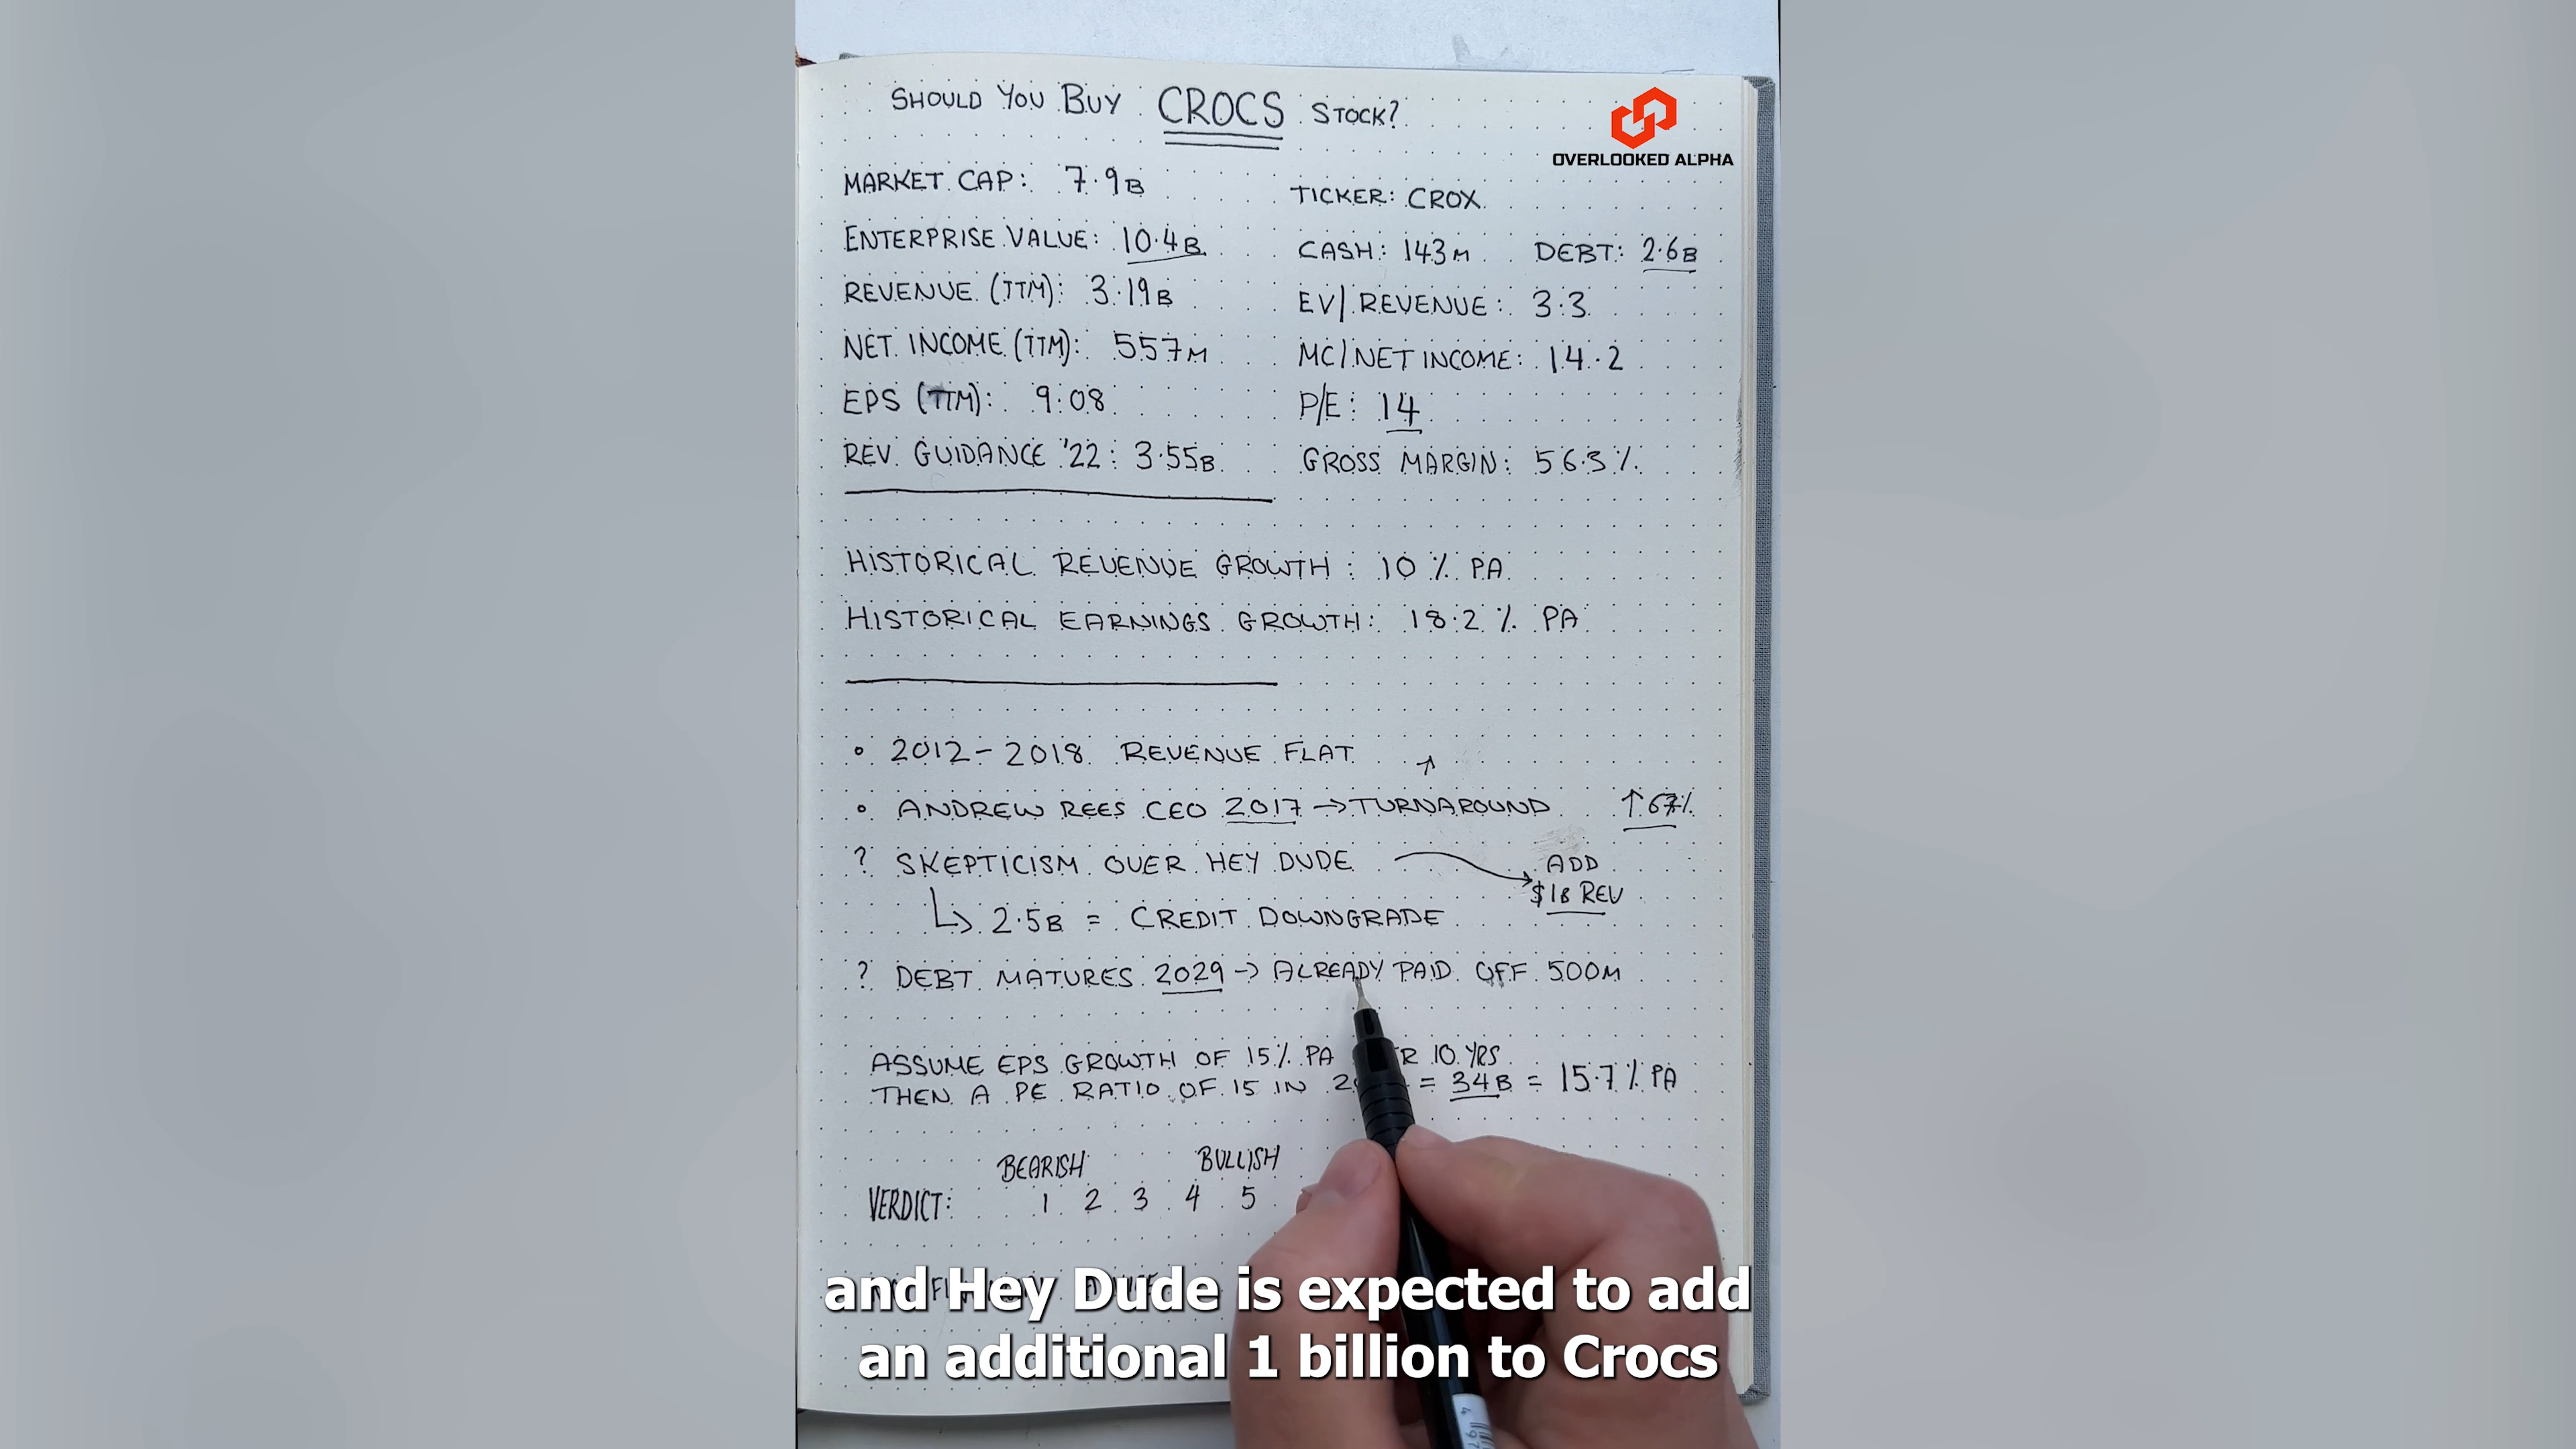 SHOULD YOU BUY CROCS STOCK?
OVERLOOKED ALPHA
MARKET CAP: 7.9B
TICKER: CROX
ENTERPRISE VALUE: 10.4B
CASH: 143M DEBT: 2.6B
REVENUE (TTM): 3.19B
EV/REVENUE: 3.3
NET INCOME (TTM): 557M
MC/NET INCOME: 14.2
EPS (TTM): 9.08
P/E: 14
REV. GUIDANCE '22: 3.55B
GROSS MARGIN: 56.3%
HISTORICAL REVENUE GROWTH: 10% PA
HISTORICAL EARNINGS GROWTH: 18.2% PA
• 2012-2018 REVENUE FLAT ↑
• ANDREW REES CEO 2017 → TURNAROUND ↑67%
? SKEPTICISM OVER HEY DUDE → ADD
$1B REV
↳ 2.5B = CREDIT DOWNGRADE
? DEBT MATURES 2029 → ALREADY PAID OFF 500M
ASSUME EPS GROWTH OF 15% PA 10 YRS
THEN A PE RATIO OF 15 IN = 34B = 15.7% PA
BEARISH BULLISH
VERDICT: 1 2 3 4 5
and Hey Dude is expected to add
an additional 1 billion to Crocs